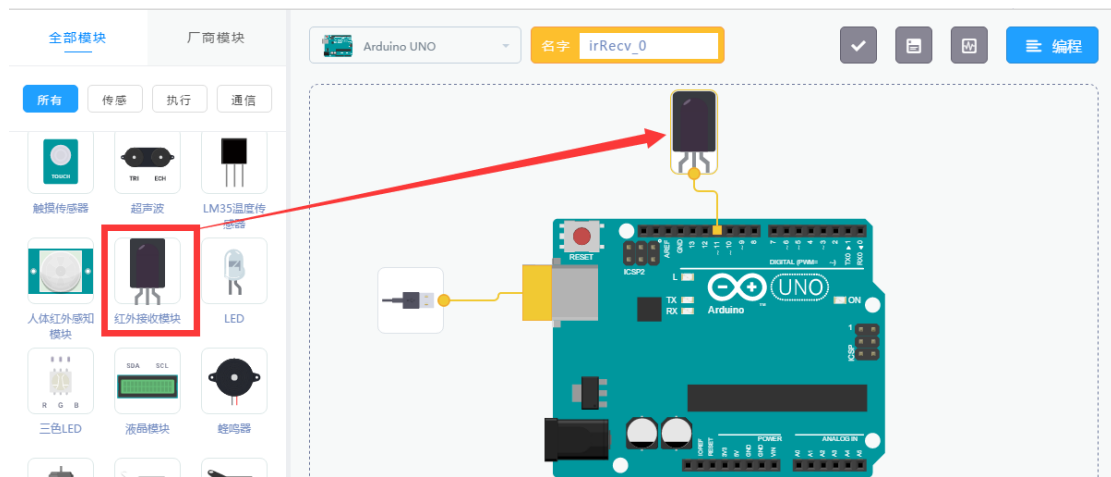 全部模块
厂商模块
Arduino UNO
名字
irRecv_0
编程
所有
传感
执行
通信
TOUCH
TRI
ECH
触摸传感器
超声波
LM35温度传
感器
人体红外感知
模块
红外接收模块
LED
R G B
SDA SCL
三色LED
液晶模块
蜂鸣器
RESET
ICSP2
AREF
GND
13
12
~11
~10
~9
8
7
~6
~5
4
~3
2
TX0 1
RX0 0
DIGITAL (PWM=
L
TX
RX
Arduino
TM
UNO
ON
1
ICSP
IOREF
RESET
3V3
5V
GND
GND
VIN
POWER
ANALOG IN
A0
A1
A2
A3
A4
A5